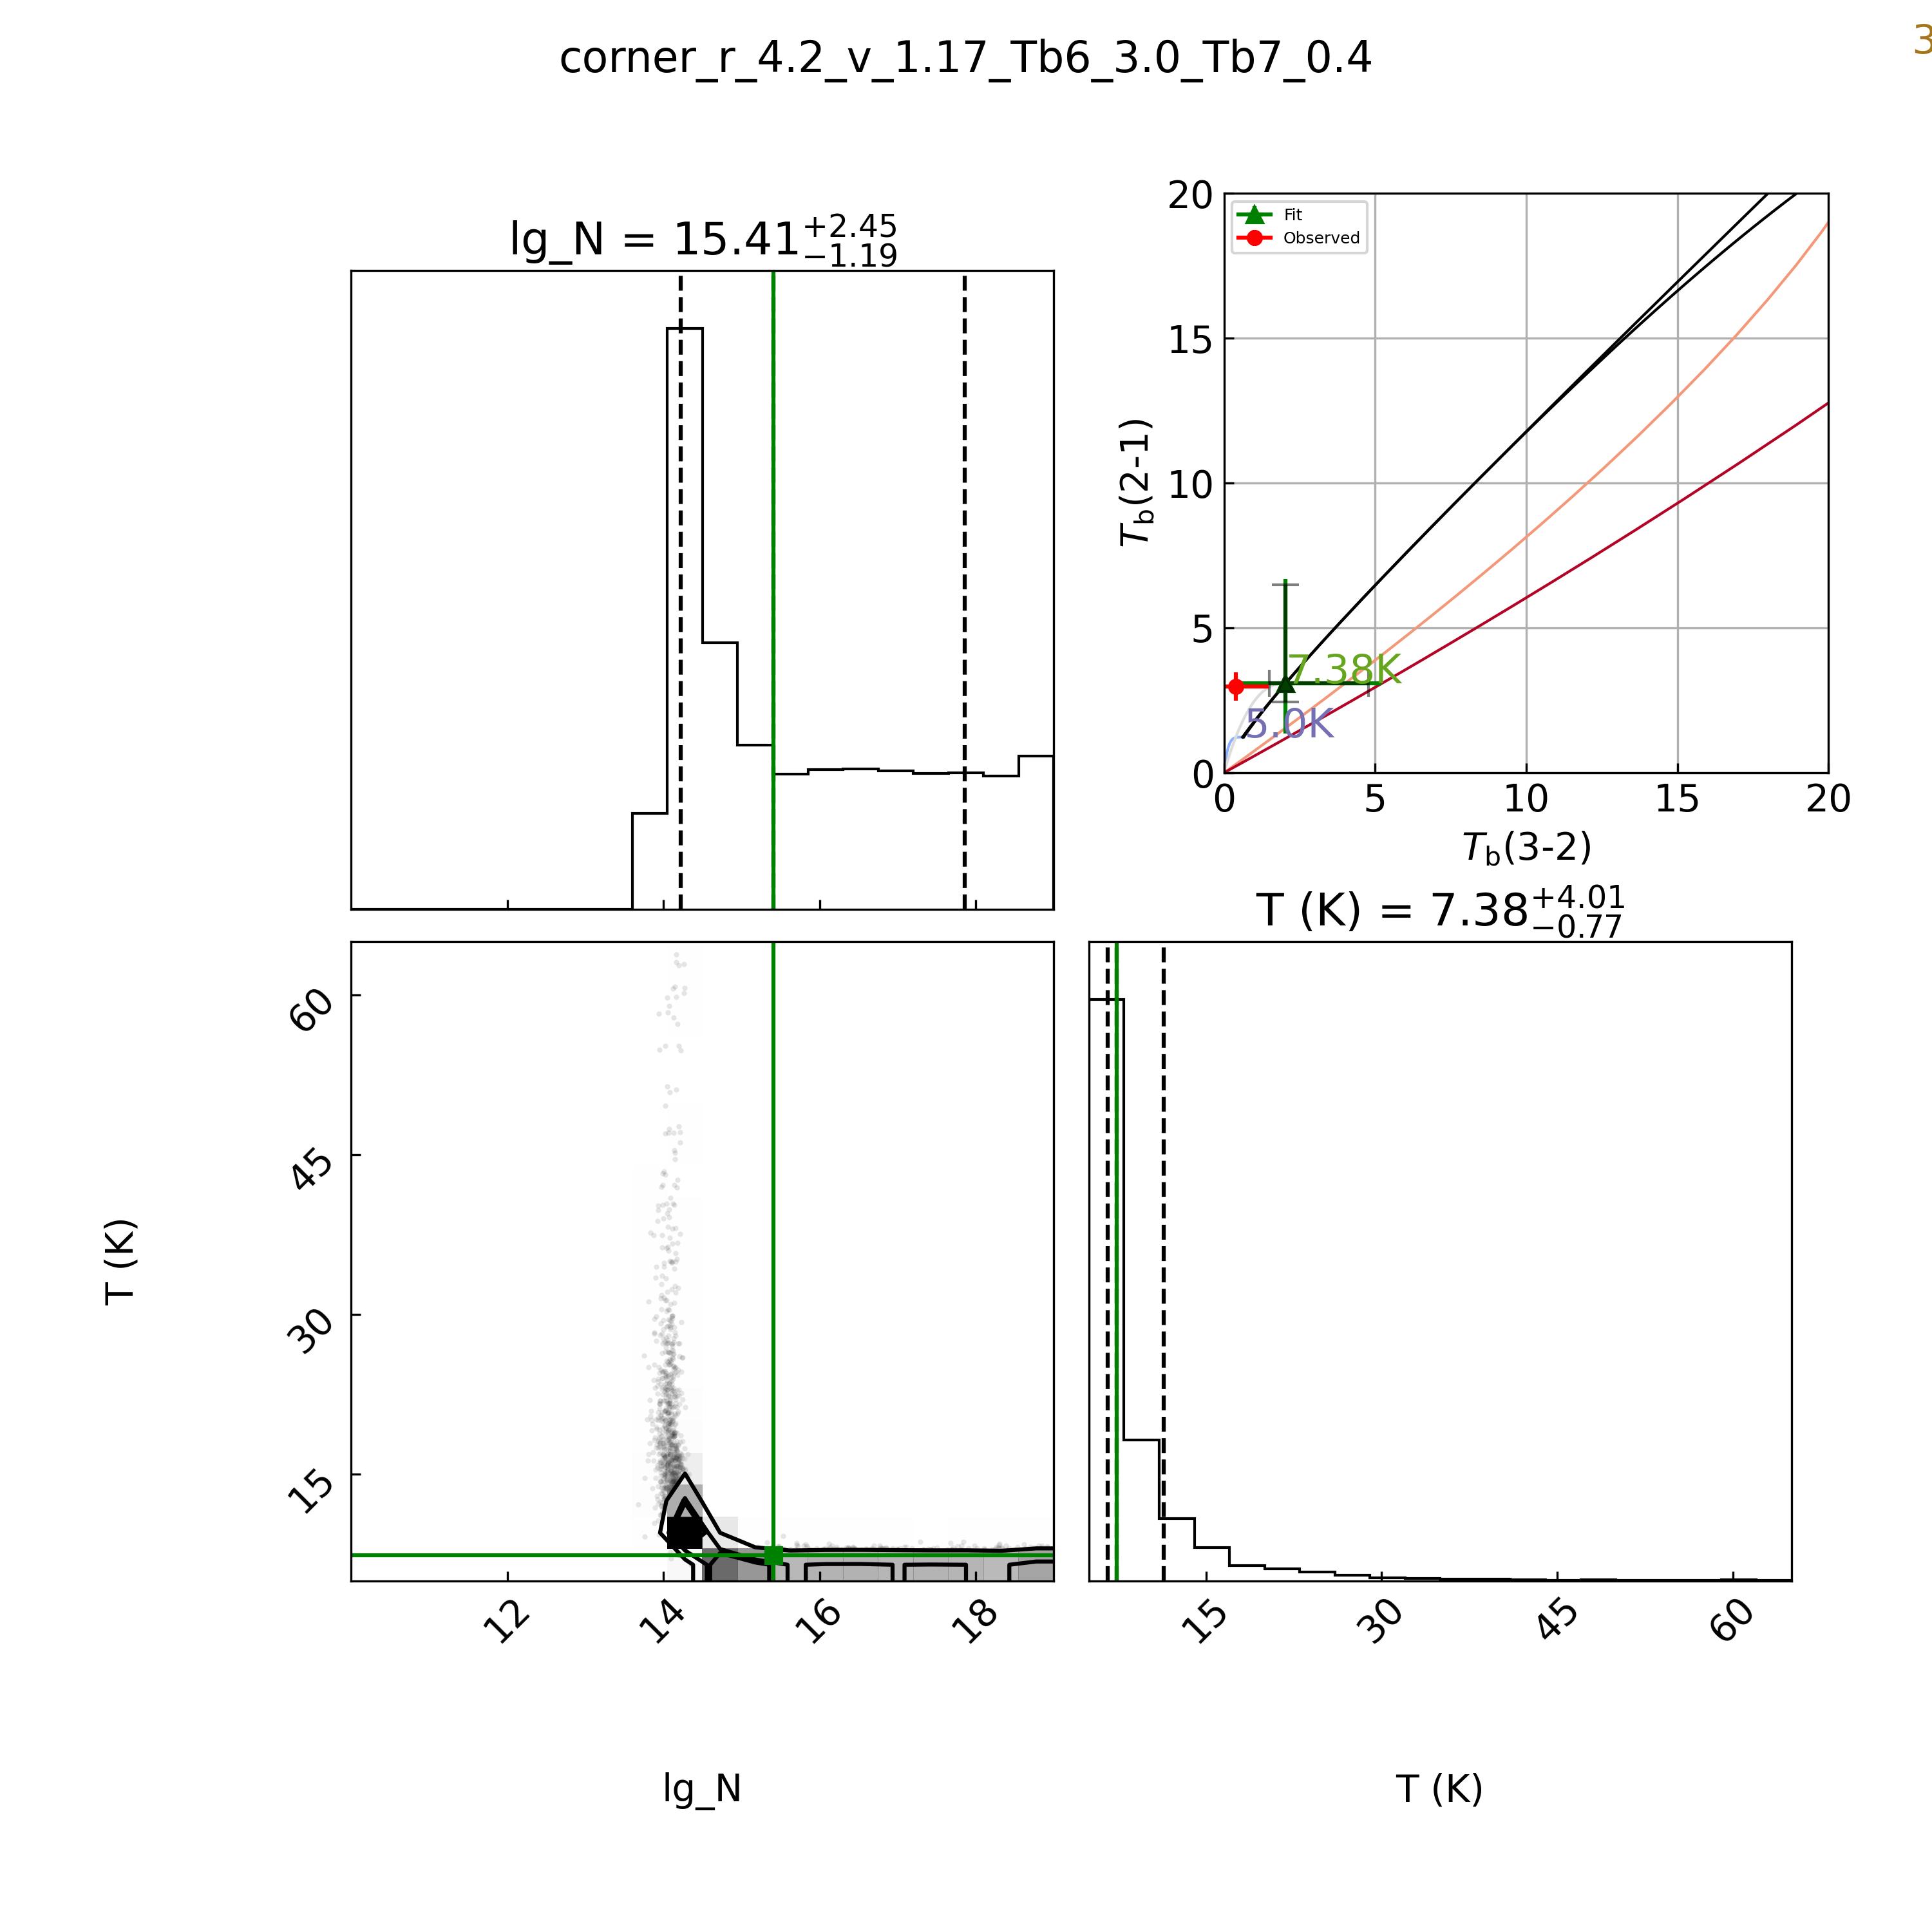 corner_r_4.2_v_1.17_Tb6_3.0_Tb7_0.4
3
lg_N = 15.41+2.45−1.19
20
15
10
5
0
Fit
Observed
7.38K
5.0K
Tb(2-1)
0 5 10 15 20
Tb(3-2)
T (K) = 7.38+4.01−0.77
60
45
30
15
T (K)
12 14 16 18
15 30 45 60
lg_N
T (K)